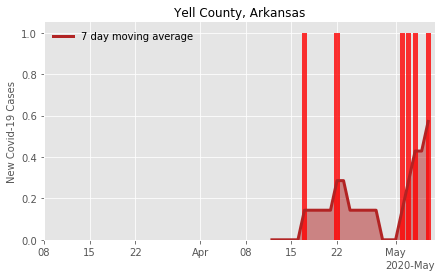 Yell County, Arkansas
1.0
0.8
0.6
0.4
0.2
0.0
New Covid-19 Cases
7 day moving average
08 15 22 Apr 08 15 22 May
2020-May